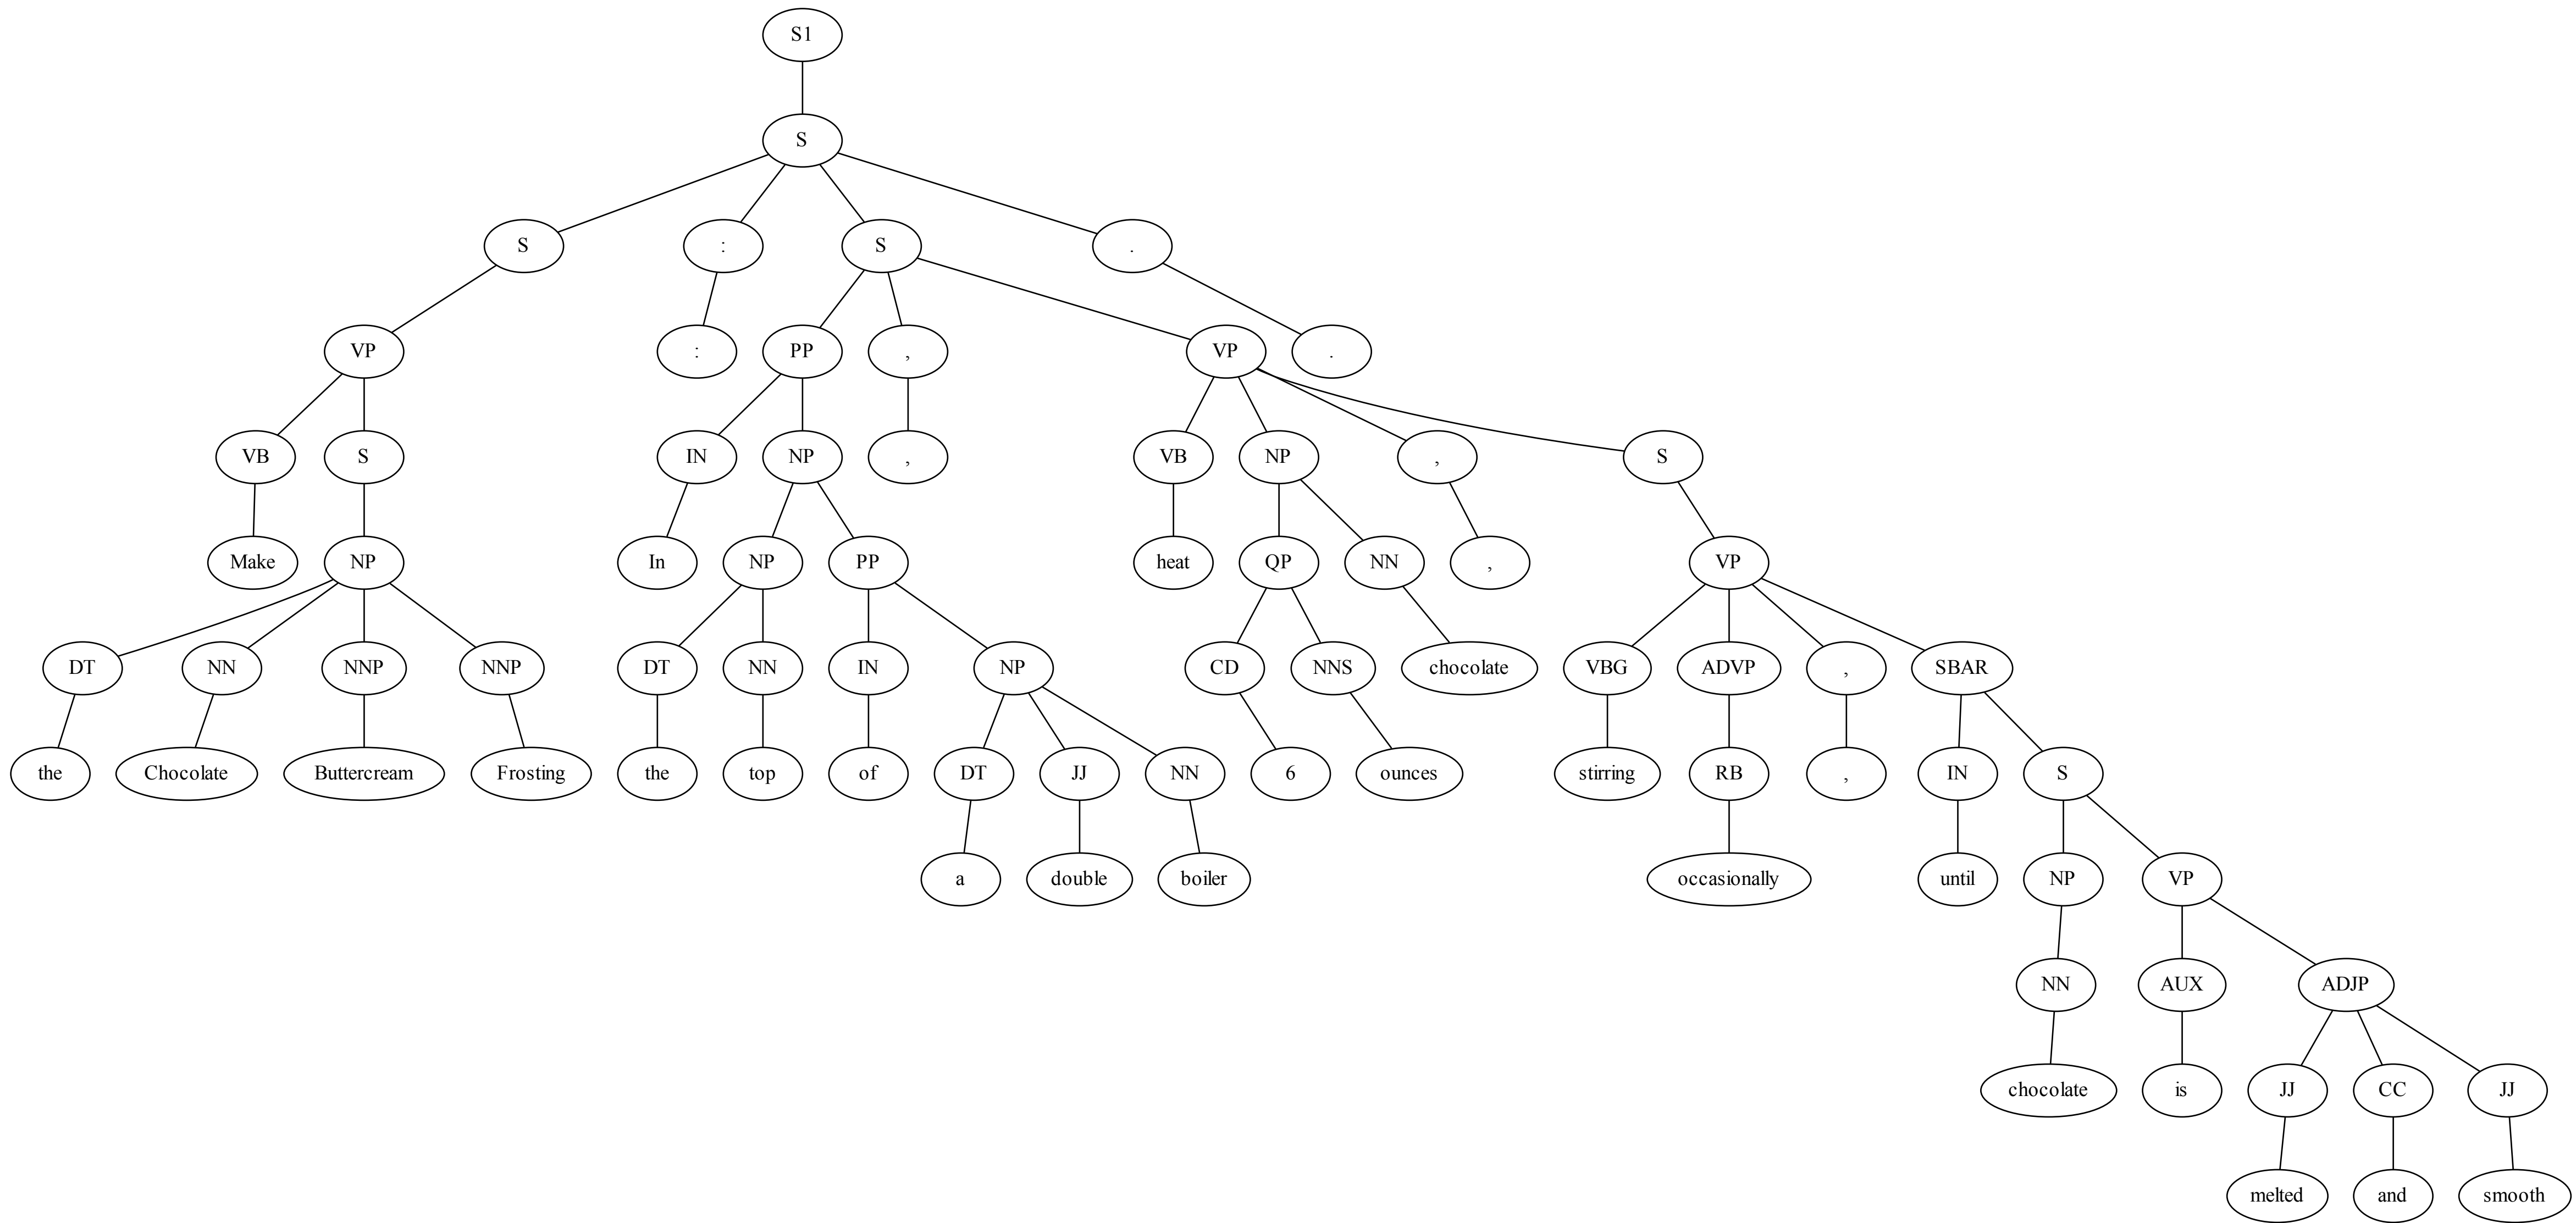 S1
S
S : S .
VP : PP , VP .
VB S IN NP , VB NP , S
Make NP In NP PP heat QP NN , VP
DT NN NNP NNP DT NN IN NP CD NNS chocolate VBG ADVP , SBAR
the Chocolate Buttercream Frosting the top of DT JJ NN 6 ounces stirring RB , IN S
a double boiler occasionally until NP VP
NN AUX ADJP
chocolate is JJ CC JJ
melted and smooth